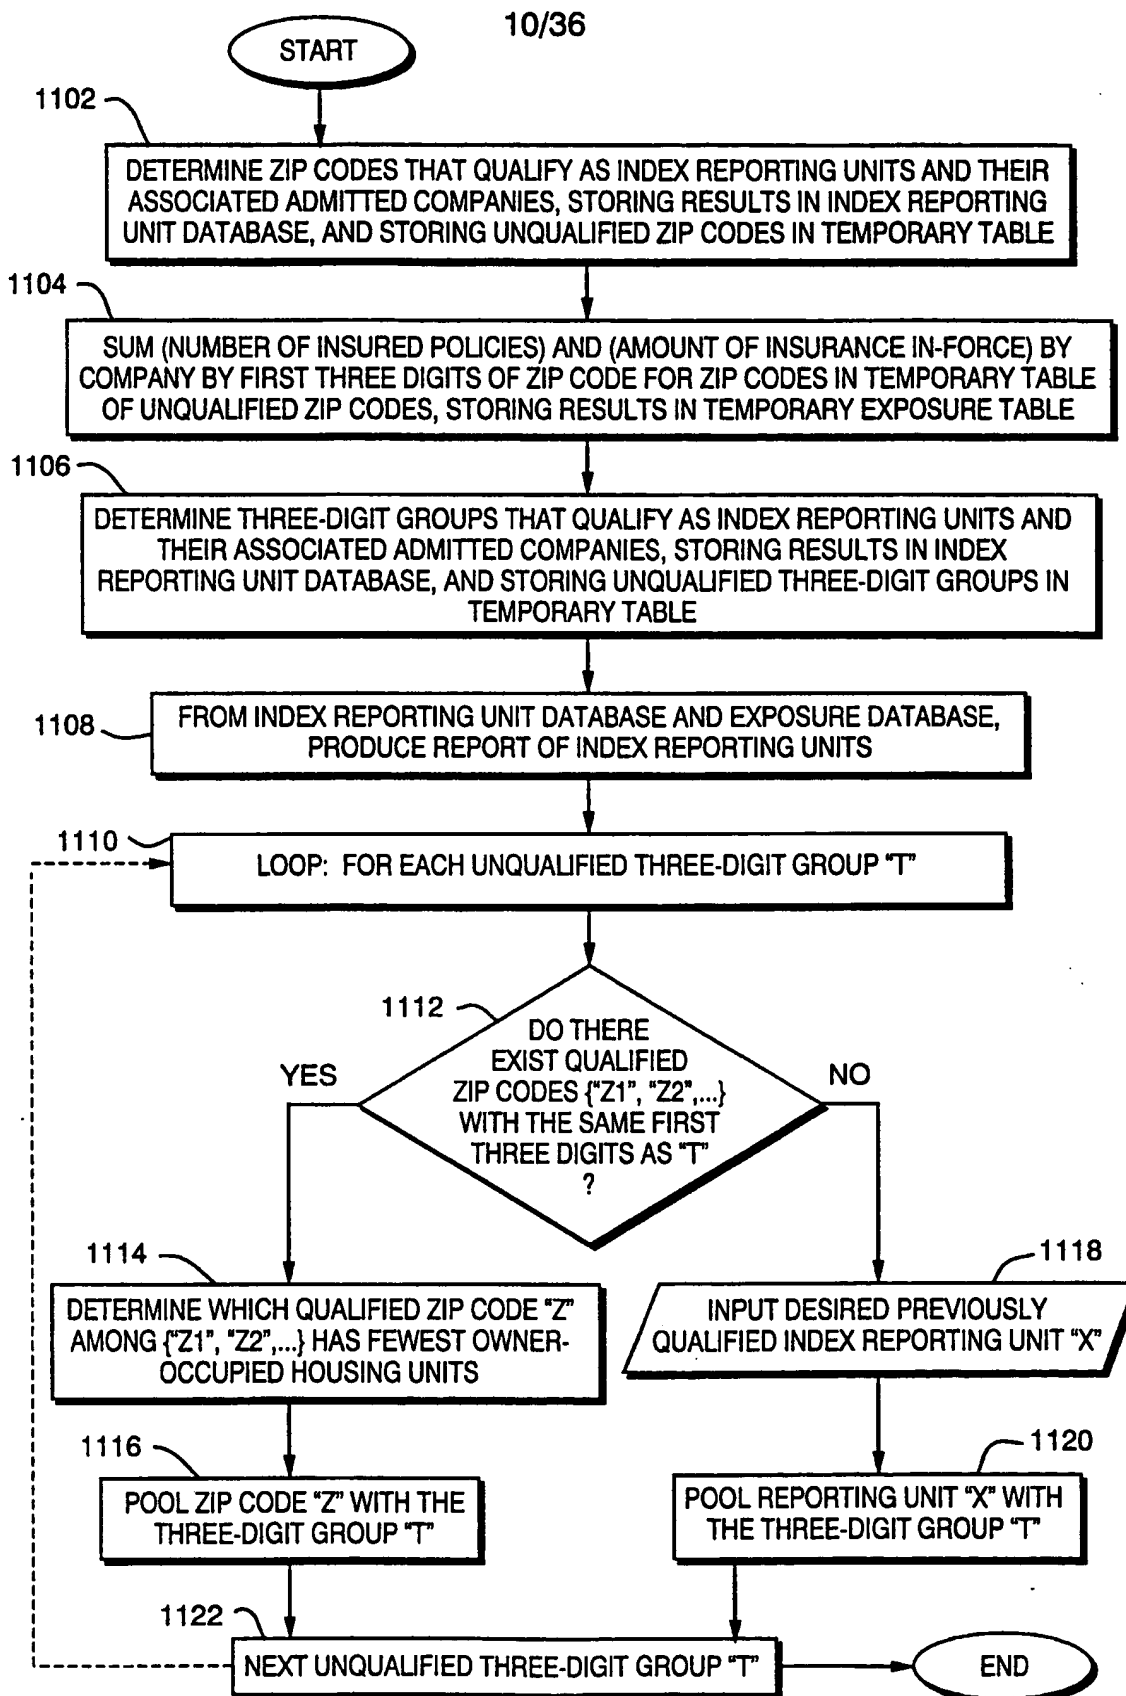 10/36
START
1102
DETERMINE ZIP CODES THAT QUALIFY AS INDEX REPORTING UNITS AND THEIR
ASSOCIATED ADMITTED COMPANIES, STORING RESULTS IN INDEX REPORTING
UNIT DATABASE, AND STORING UNQUALIFIED ZIP CODES IN TEMPORARY TABLE
1104
SUM (NUMBER OF INSURED POLICIES) AND (AMOUNT OF INSURANCE IN-FORCE) BY
COMPANY BY FIRST THREE DIGITS OF ZIP CODE FOR ZIP CODES IN TEMPORARY TABLE
OF UNQUALIFIED ZIP CODES, STORING RESULTS IN TEMPORARY EXPOSURE TABLE
1106
DETERMINE THREE-DIGIT GROUPS THAT QUALIFY AS INDEX REPORTING UNITS AND
THEIR ASSOCIATED ADMITTED COMPANIES, STORING RESULTS IN INDEX
REPORTING UNIT DATABASE, AND STORING UNQUALIFIED THREE-DIGIT GROUPS IN
TEMPORARY TABLE
1108
FROM INDEX REPORTING UNIT DATABASE AND EXPOSURE DATABASE,
PRODUCE REPORT OF INDEX REPORTING UNITS
1110
LOOP: FOR EACH UNQUALIFIED THREE-DIGIT GROUP "T"
1112
DO THERE
EXIST QUALIFIED
ZIP CODES {"Z1", "Z2",...}
WITH THE SAME FIRST
THREE DIGITS AS "T"
?
YES
NO
1114
DETERMINE WHICH QUALIFIED ZIP CODE "Z"
AMONG {"Z1", "Z2",...} HAS FEWEST OWNER-
OCCUPIED HOUSING UNITS
1118
INPUT DESIRED PREVIOUSLY
QUALIFIED INDEX REPORTING UNIT "X"
1116
POOL ZIP CODE "Z" WITH THE
THREE-DIGIT GROUP "T"
1120
POOL REPORTING UNIT "X" WITH
THE THREE-DIGIT GROUP "T"
1122
NEXT UNQUALIFIED THREE-DIGIT GROUP "T"
END